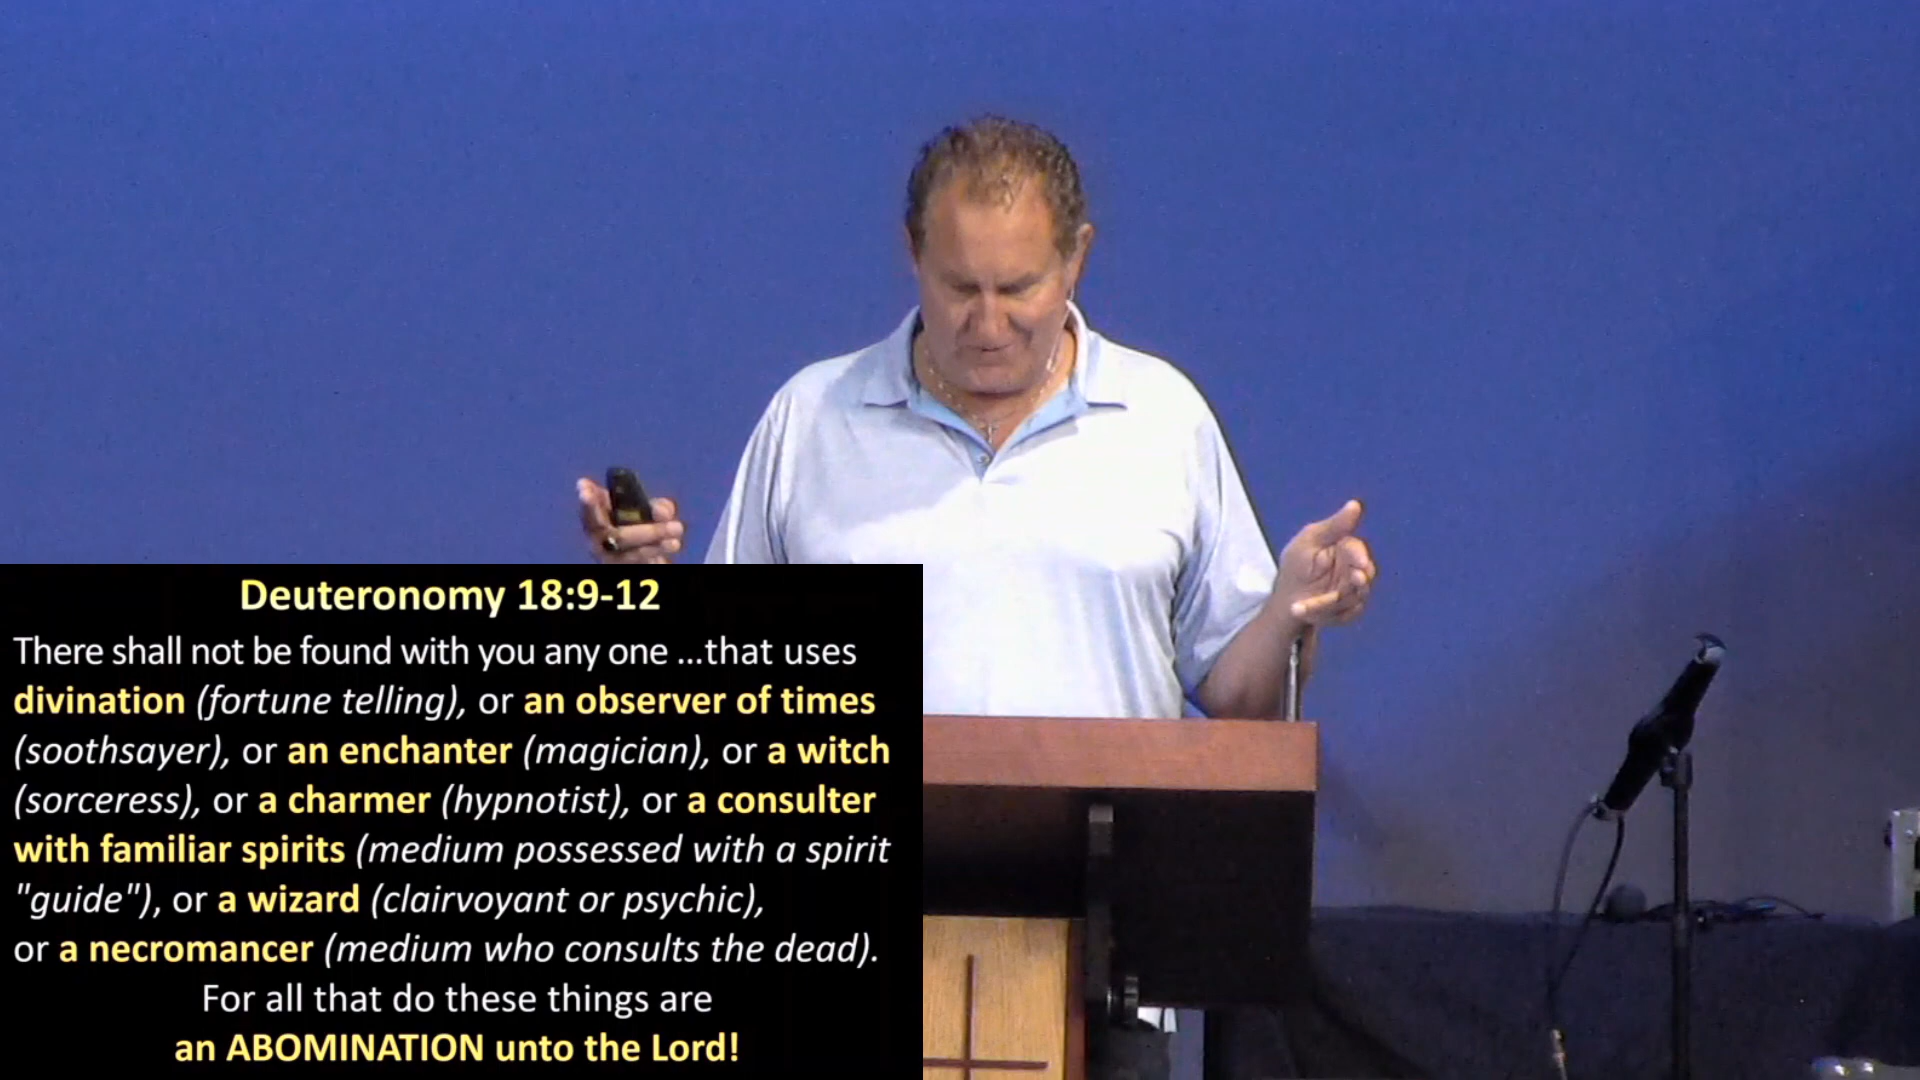 Deuteronomy 18:9-12
There shall not be found with you any one ...that uses
divination (fortune telling), or an observer of times
(soothsayer), or an enchanter (magician), or a witch
(sorceress), or a charmer (hypnotist), or a consulter
with familiar spirits (medium possessed with a spirit
"guide"), or a wizard (clairvoyant or psychic),
or a necromancer (medium who consults the dead).
For all that do these things are
an ABOMINATION unto the Lord!